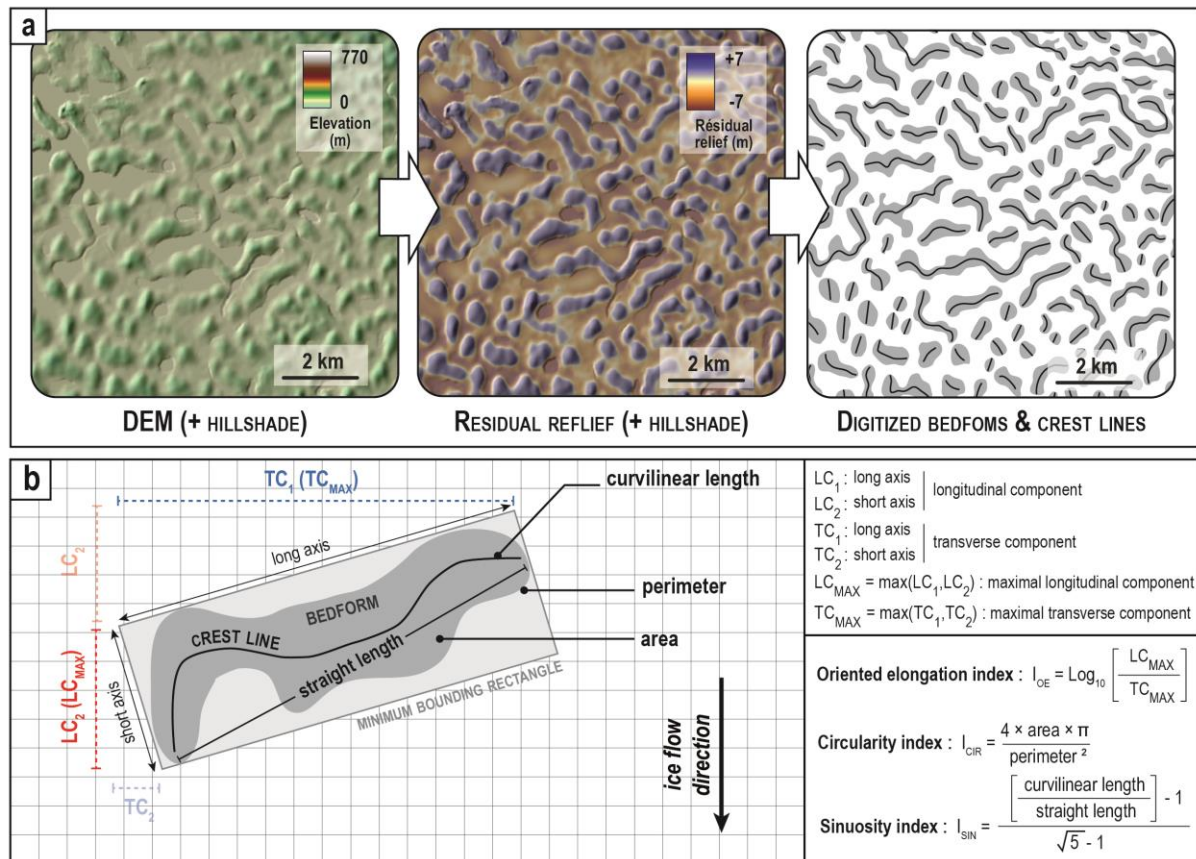 a
770
0
Elevation
(m)
2 km
DEM (+ HILLSHADE)
+7
-7
Résidual
relief (m)
2 km
RESIDUAL REFLIEF (+ HILLSHADE)
2 km
DIGITIZED BEDFOMS & CREST LINES
b
TC1 (TCMAX)
curvilinear length
LC2
long axis
perimeter
BEDFORM
CREST LINE
area
straight length
LC2 (LCMAX)
short axis
MINIMUM BOUNDING RECTANGLE
TC2
ice flow
direction
LC1 : long axis
LC2 : short axis
longitudinal component
TC1 : long axis
TC2 : short axis
transverse component
LCMAX = max(LC1,LC2) : maximal longitudinal component
TCMAX = max(TC1,TC2) : maximal transverse component
Oriented elongation index : IOE = Log10 [LCMAX / TCMAX]
Circularity index : ICIR = 4 × area × π / perimeter ²
Sinuosity index : ISIN = [curvilinear length / straight length] - 1 / √5 - 1